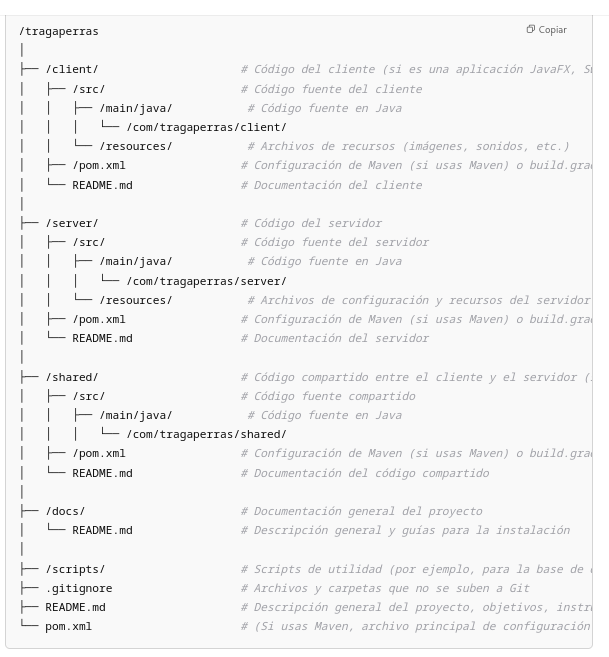 /tragaperras Copiar
│
├── /client/ # Código del cliente (si es una aplicación JavaFX,
│   ├── /src/ # Código fuente del cliente
│   │   ├── /main/java/ # Código fuente en Java
│   │   │   └── /com/tragaperras/client/
│   │   └── /resources/ # Archivos de recursos (imágenes, sonidos, etc.)
│   ├── /pom.xml # Configuración de Maven (si usas Maven) o
│   └── README.md # Documentación del cliente
│
├── /server/ # Código del servidor
│   ├── /src/ # Código fuente del servidor
│   │   ├── /main/java/ # Código fuente en Java
│   │   │   └── /com/tragaperras/server/
│   │   └── /resources/ # Archivos de configuración y recursos del servidor
│   ├── /pom.xml # Configuración de Maven (si usas Maven) o
│   └── README.md # Documentación del servidor
│
├── /shared/ # Código compartido entre el cliente y el servidor
│   ├── /src/ # Código fuente compartido
│   │   ├── /main/java/ # Código fuente en Java
│   │   │   └── /com/tragaperras/shared/
│   ├── /pom.xml # Configuración de Maven (si usas Maven) o
│   └── README.md # Documentación del código compartido
│
├── /docs/ # Documentación general del proyecto
│   └── README.md # Descripción general y guías para la instalación
│
├── /scripts/ # Scripts de utilidad (por ejemplo, para la base de
├── .gitignore # Archivos y carpetas que no se suben a Git
├── README.md # Descripción general del proyecto, objetivos,
└── pom.xml # (Si usas Maven, archivo principal de configuración